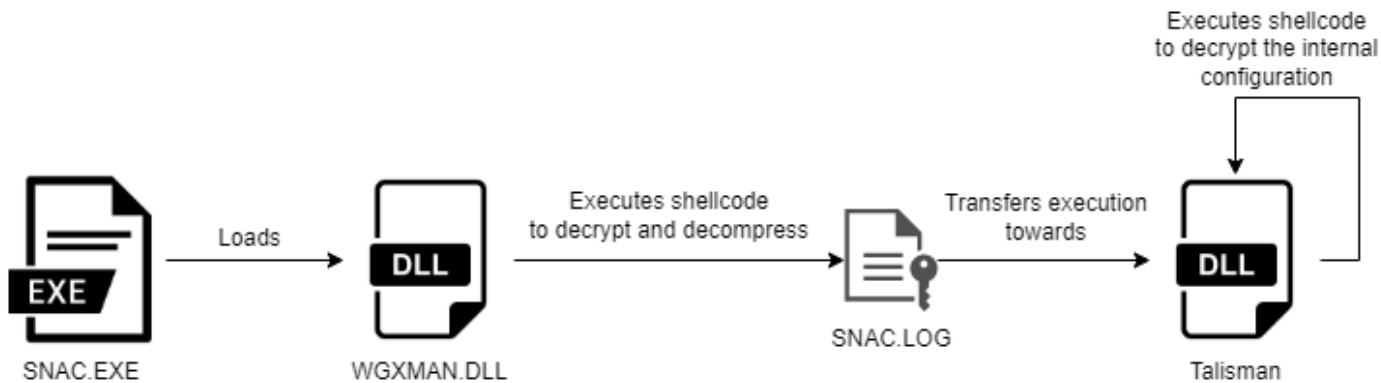 Executes shellcode
to decrypt the internal
configuration
Loads
Executes shellcode
to decrypt and decompress
Transfers execution
towards
EXE
DLL
DLL
SNAC.EXE
WGXMAN.DLL
SNAC.LOG
Talisman